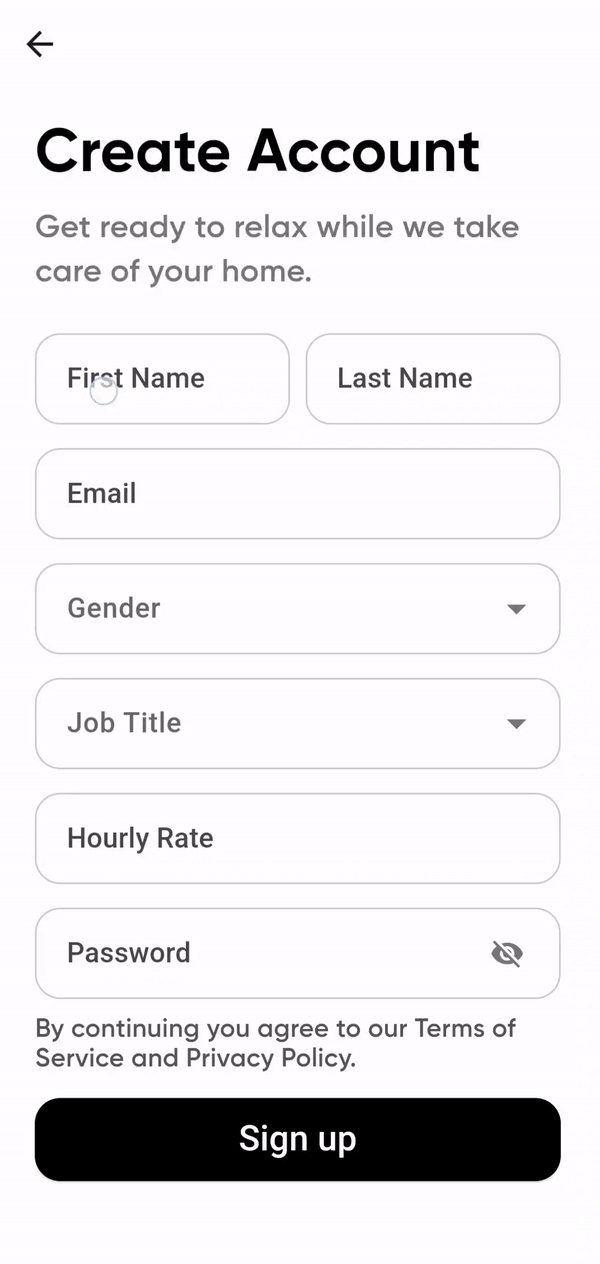 Create Account
Get ready to relax while we take
care of your home.
First Name
Last Name
Email
Gender
Job Title
Hourly Rate
Password
By continuing you agree to our Terms of
Service and Privacy Policy.
Sign up